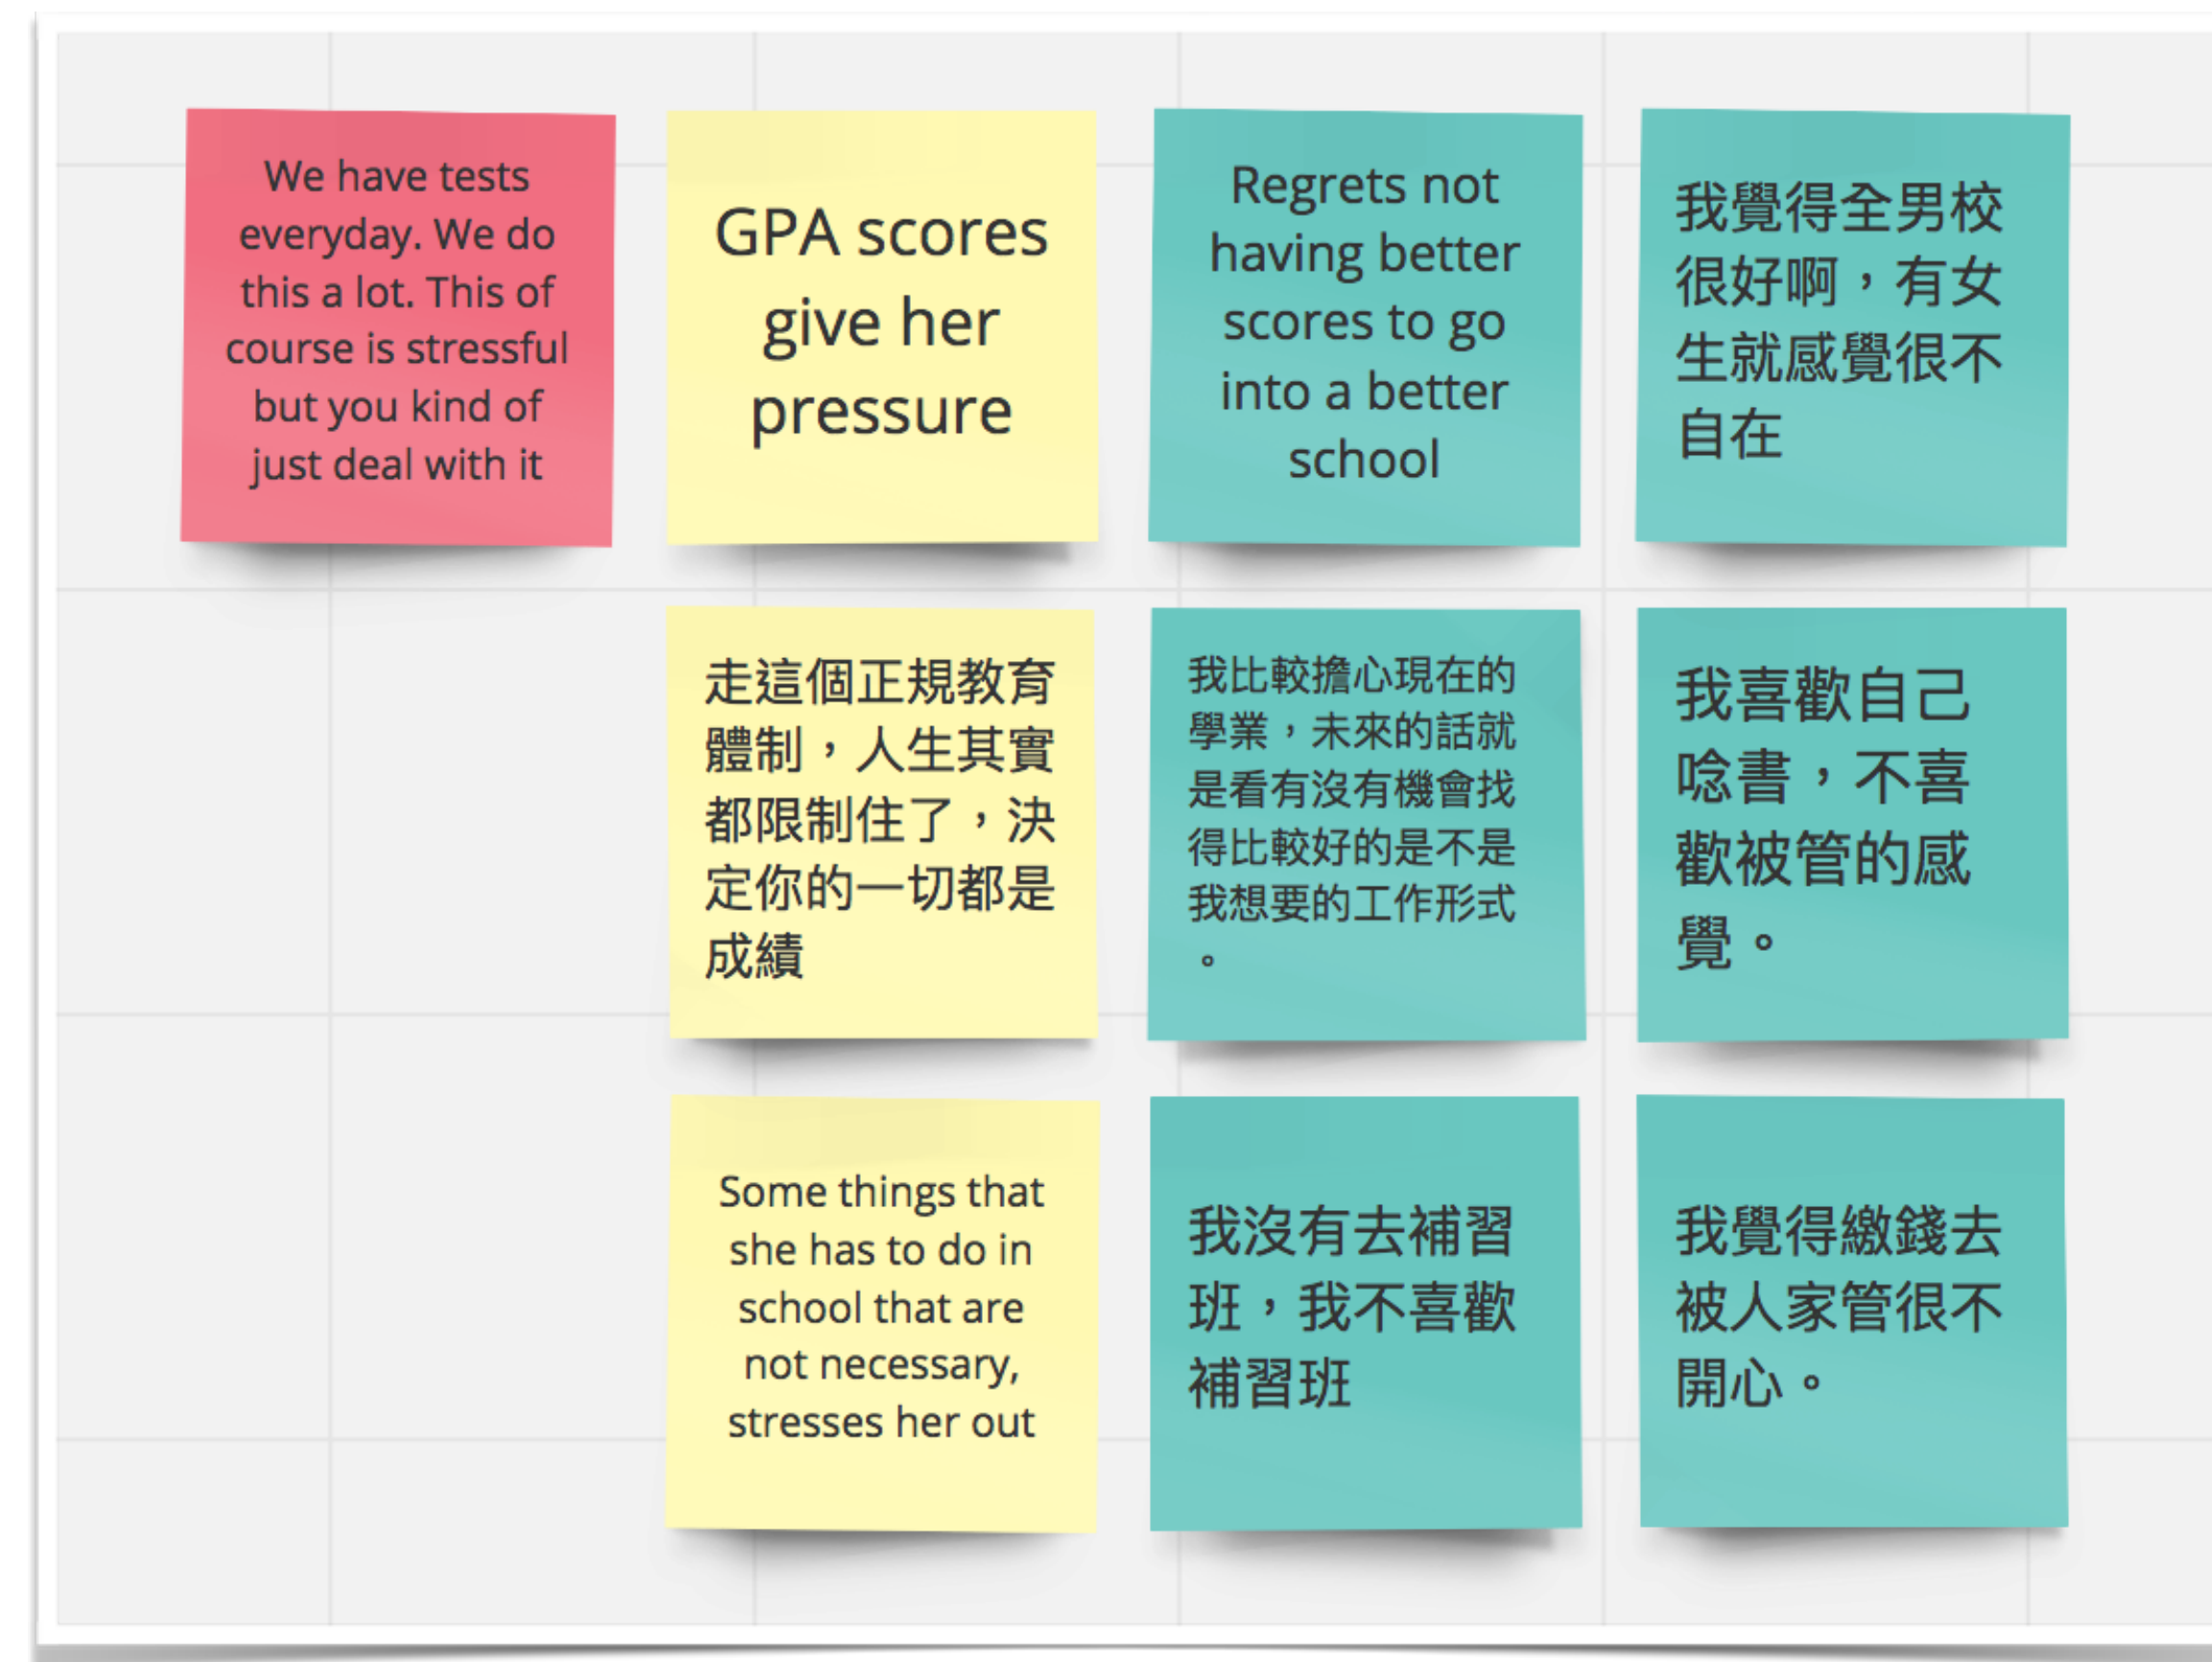 We have tests
everyday. We do
this a lot. This of
course is stressful
but you kind of
just deal with it
GPA scores
give her
pressure
Regrets not
having better
scores to go
into a better
school
我覺得全男校
很好啊，有女
生就感覺很不
自在
走這個正規教育
體制，人生其實
都限制住了，決
定你的一切都是
成績
我比較擔心現在的
學業，未來的話就
是看有沒有機會找
得比較好的是不是
我想要的工作形式
。
我喜歡自己
唸書，不喜
歡被管的感
覺。
Some things that
she has to do in
school that are
not necessary,
stresses her out
我沒有去補習
班，我不喜歡
補習班
我覺得繳錢去
被人家管很不
開心。